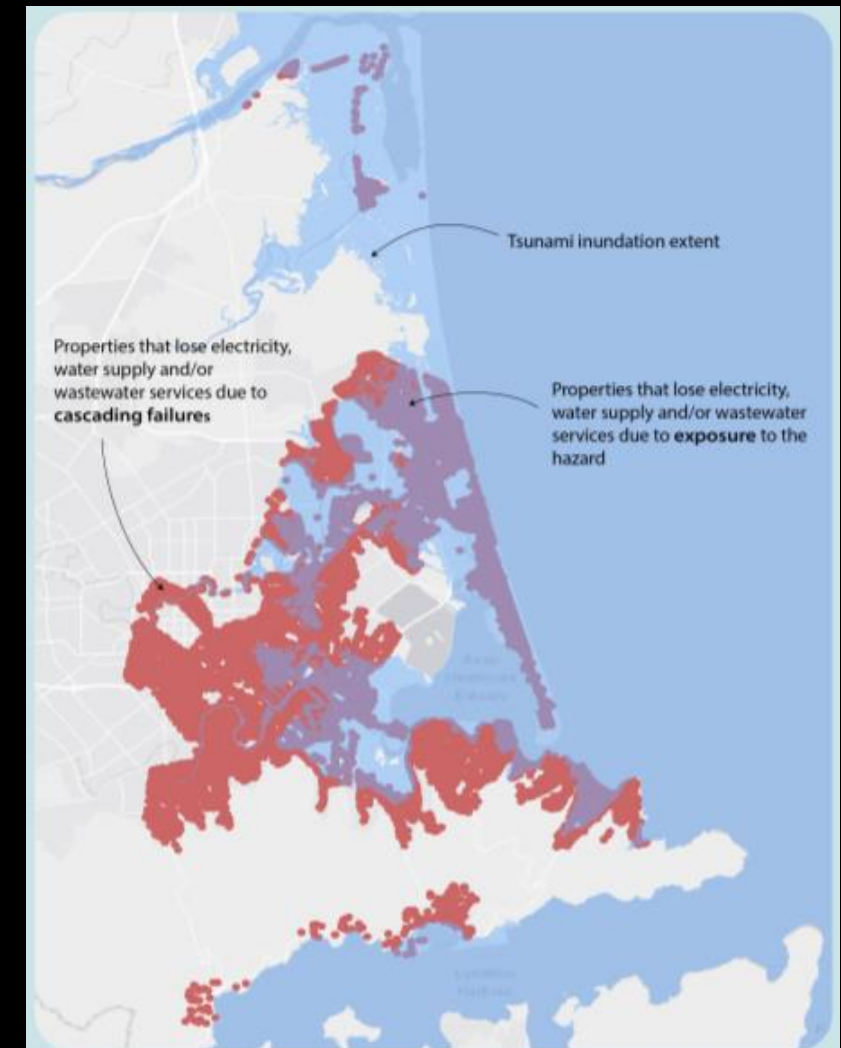 Tsunami inundation extent
Properties that lose electricity,
water supply and/or
wastewater services due to
cascading failures
Properties that lose electricity,
water supply and/or wastewater
services due to exposure to the
hazard